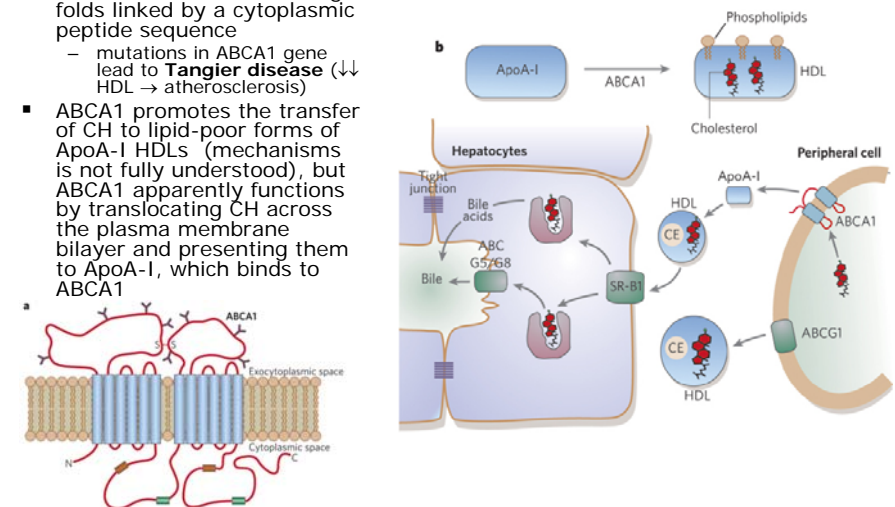 folds linked by a cytoplasmic
peptide sequence
– mutations in ABCA1 gene
lead to Tangier disease (↓↓
HDL → atherosclerosis)
▪ ABCA1 promotes the transfer
of CH to lipid-poor forms of
ApoA-I HDLs (mechanisms
is not fully understood), but
ABCA1 apparently functions
by translocating CH across
the plasma membrane
bilayer and presenting them
to ApoA-I, which binds to
ABCA1
a
ABCA1
S S
Exocytoplasmic space
Cytoplasmic space
N
C
b
Phospholipids
ApoA-I
ABCA1
HDL
Cholesterol
Hepatocytes
Peripheral cell
Tight
junction
Bile
acids
ABC
G5/G8
Bile
SR-B1
HDL
CE
ApoA-I
ABCA1
ABCG1
CE
HDL